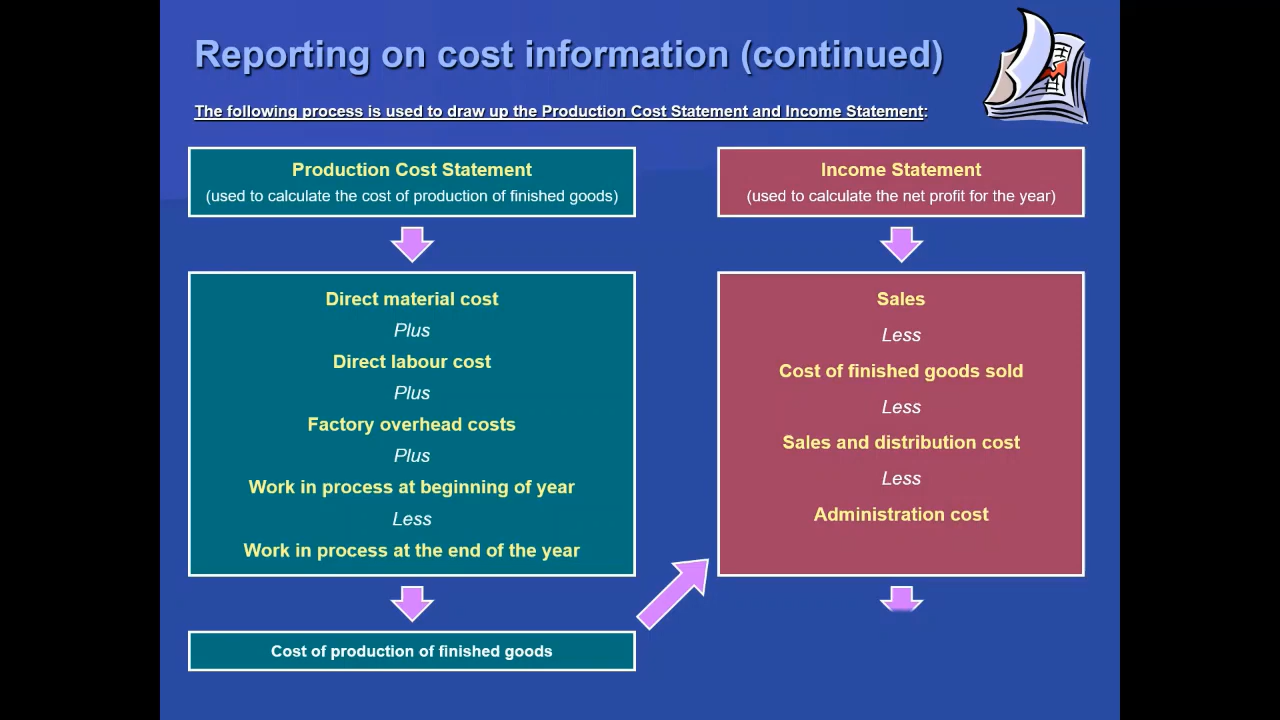 Reporting on cost information (continued)
The following process is used to draw up the Production Cost Statement and Income Statement:
Production Cost Statement
(used to calculate the cost of production of finished goods)
Direct material cost
Plus
Direct labour cost
Plus
Factory overhead costs
Plus
Work in process at beginning of year
Less
Work in process at the end of the year
Cost of production of finished goods
Income Statement
(used to calculate the net profit for the year)
Sales
Less
Cost of finished goods sold
Less
Sales and distribution cost
Less
Administration cost